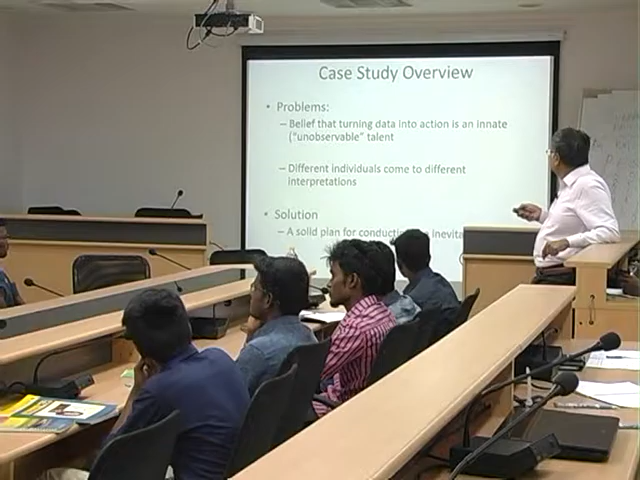 Case Study Overview
• Problems:
– Belief that turning data into action is an innate
("unobservable" talent
– Different individuals come to different
interpretations
• Solution
– A solid plan for